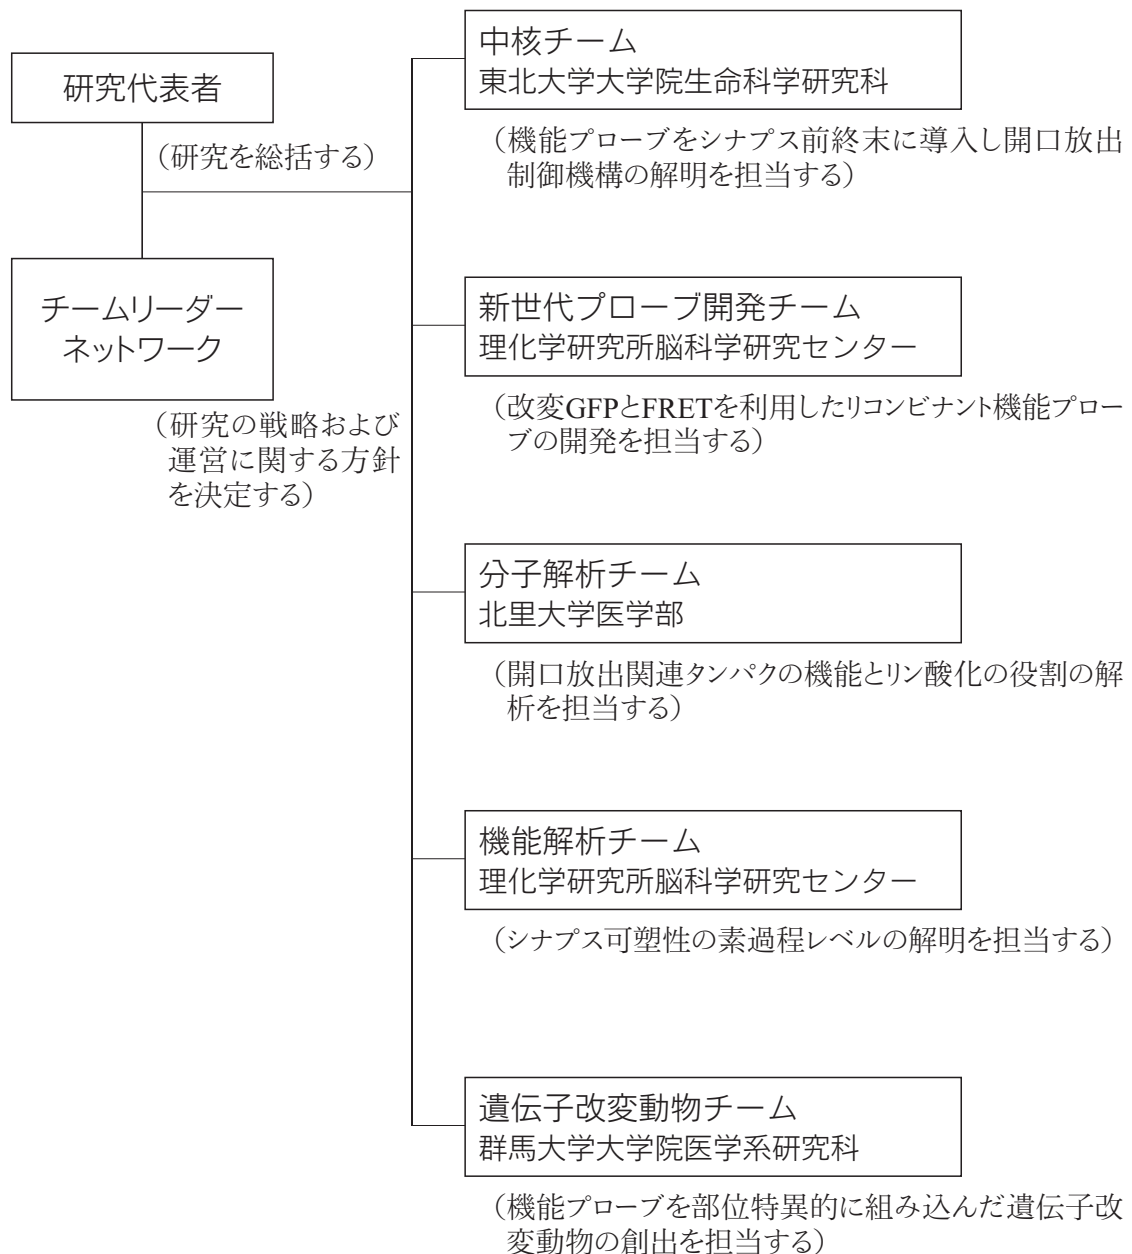 研究代表者
(研究を総括する)
チームリーダー
ネットワーク
(研究の戦略および
運営に関する方針
を決定する)
中核チーム
東北大学大学院生命科学研究科
(機能プローブをシナプス前終末に導入し開口放出
制御機構の解明を担当する)
新世代プローブ開発チーム
理化学研究所脳科学研究センター
(改変GFPとFRETを利用したリコンビナント機能プロー
ブの開発を担当する)
分子解析チーム
北里大学医学部
(開口放出関連タンパクの機能とリン酸化の役割の解
析を担当する)
機能解析チーム
理化学研究所脳科学研究センター
(シナプス可塑性の素過程レベルの解明を担当する)
遺伝子改変動物チーム
群馬大学大学院医学系研究科
(機能プローブを部位特異的に組み込んだ遺伝子改
変動物の創出を担当する)